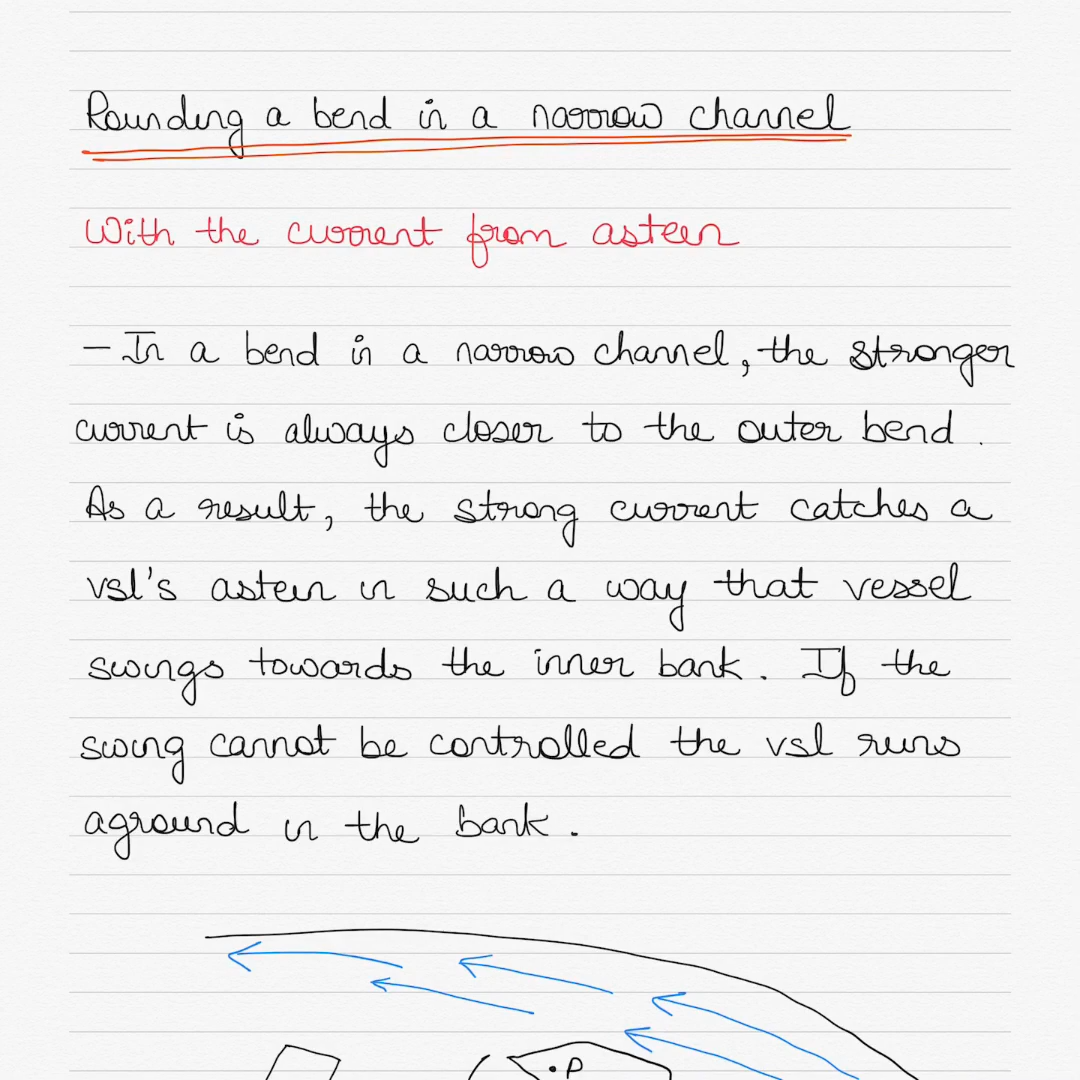 Rounding a bend in a narrow channel
With the current from astern
– In a bend in a narrow channel, the stronger
current is always closer to the outer bend.
As a result, the strong current catches a
vsl's astern in such a way that vessel
swings towards the inner bank. If the
swing cannot be controlled the vsl runs
aground in the bank.
P